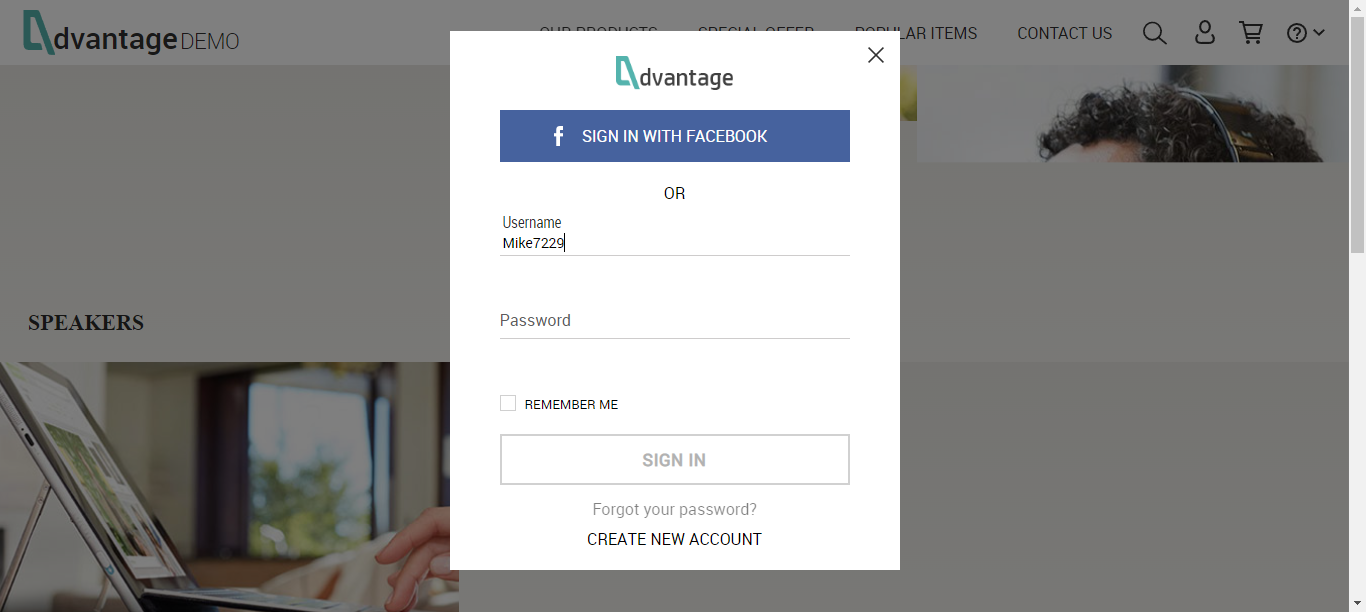 dvantage DEMO
OUR PRODUCTS SPECIAL OFFER POPULAR ITEMS CONTACT US
dvantage
SIGN IN WITH FACEBOOK
OR
Username
Mike7229
Password
SPEAKERS
REMEMBER ME
SIGN IN
Forgot your password?
CREATE NEW ACCOUNT